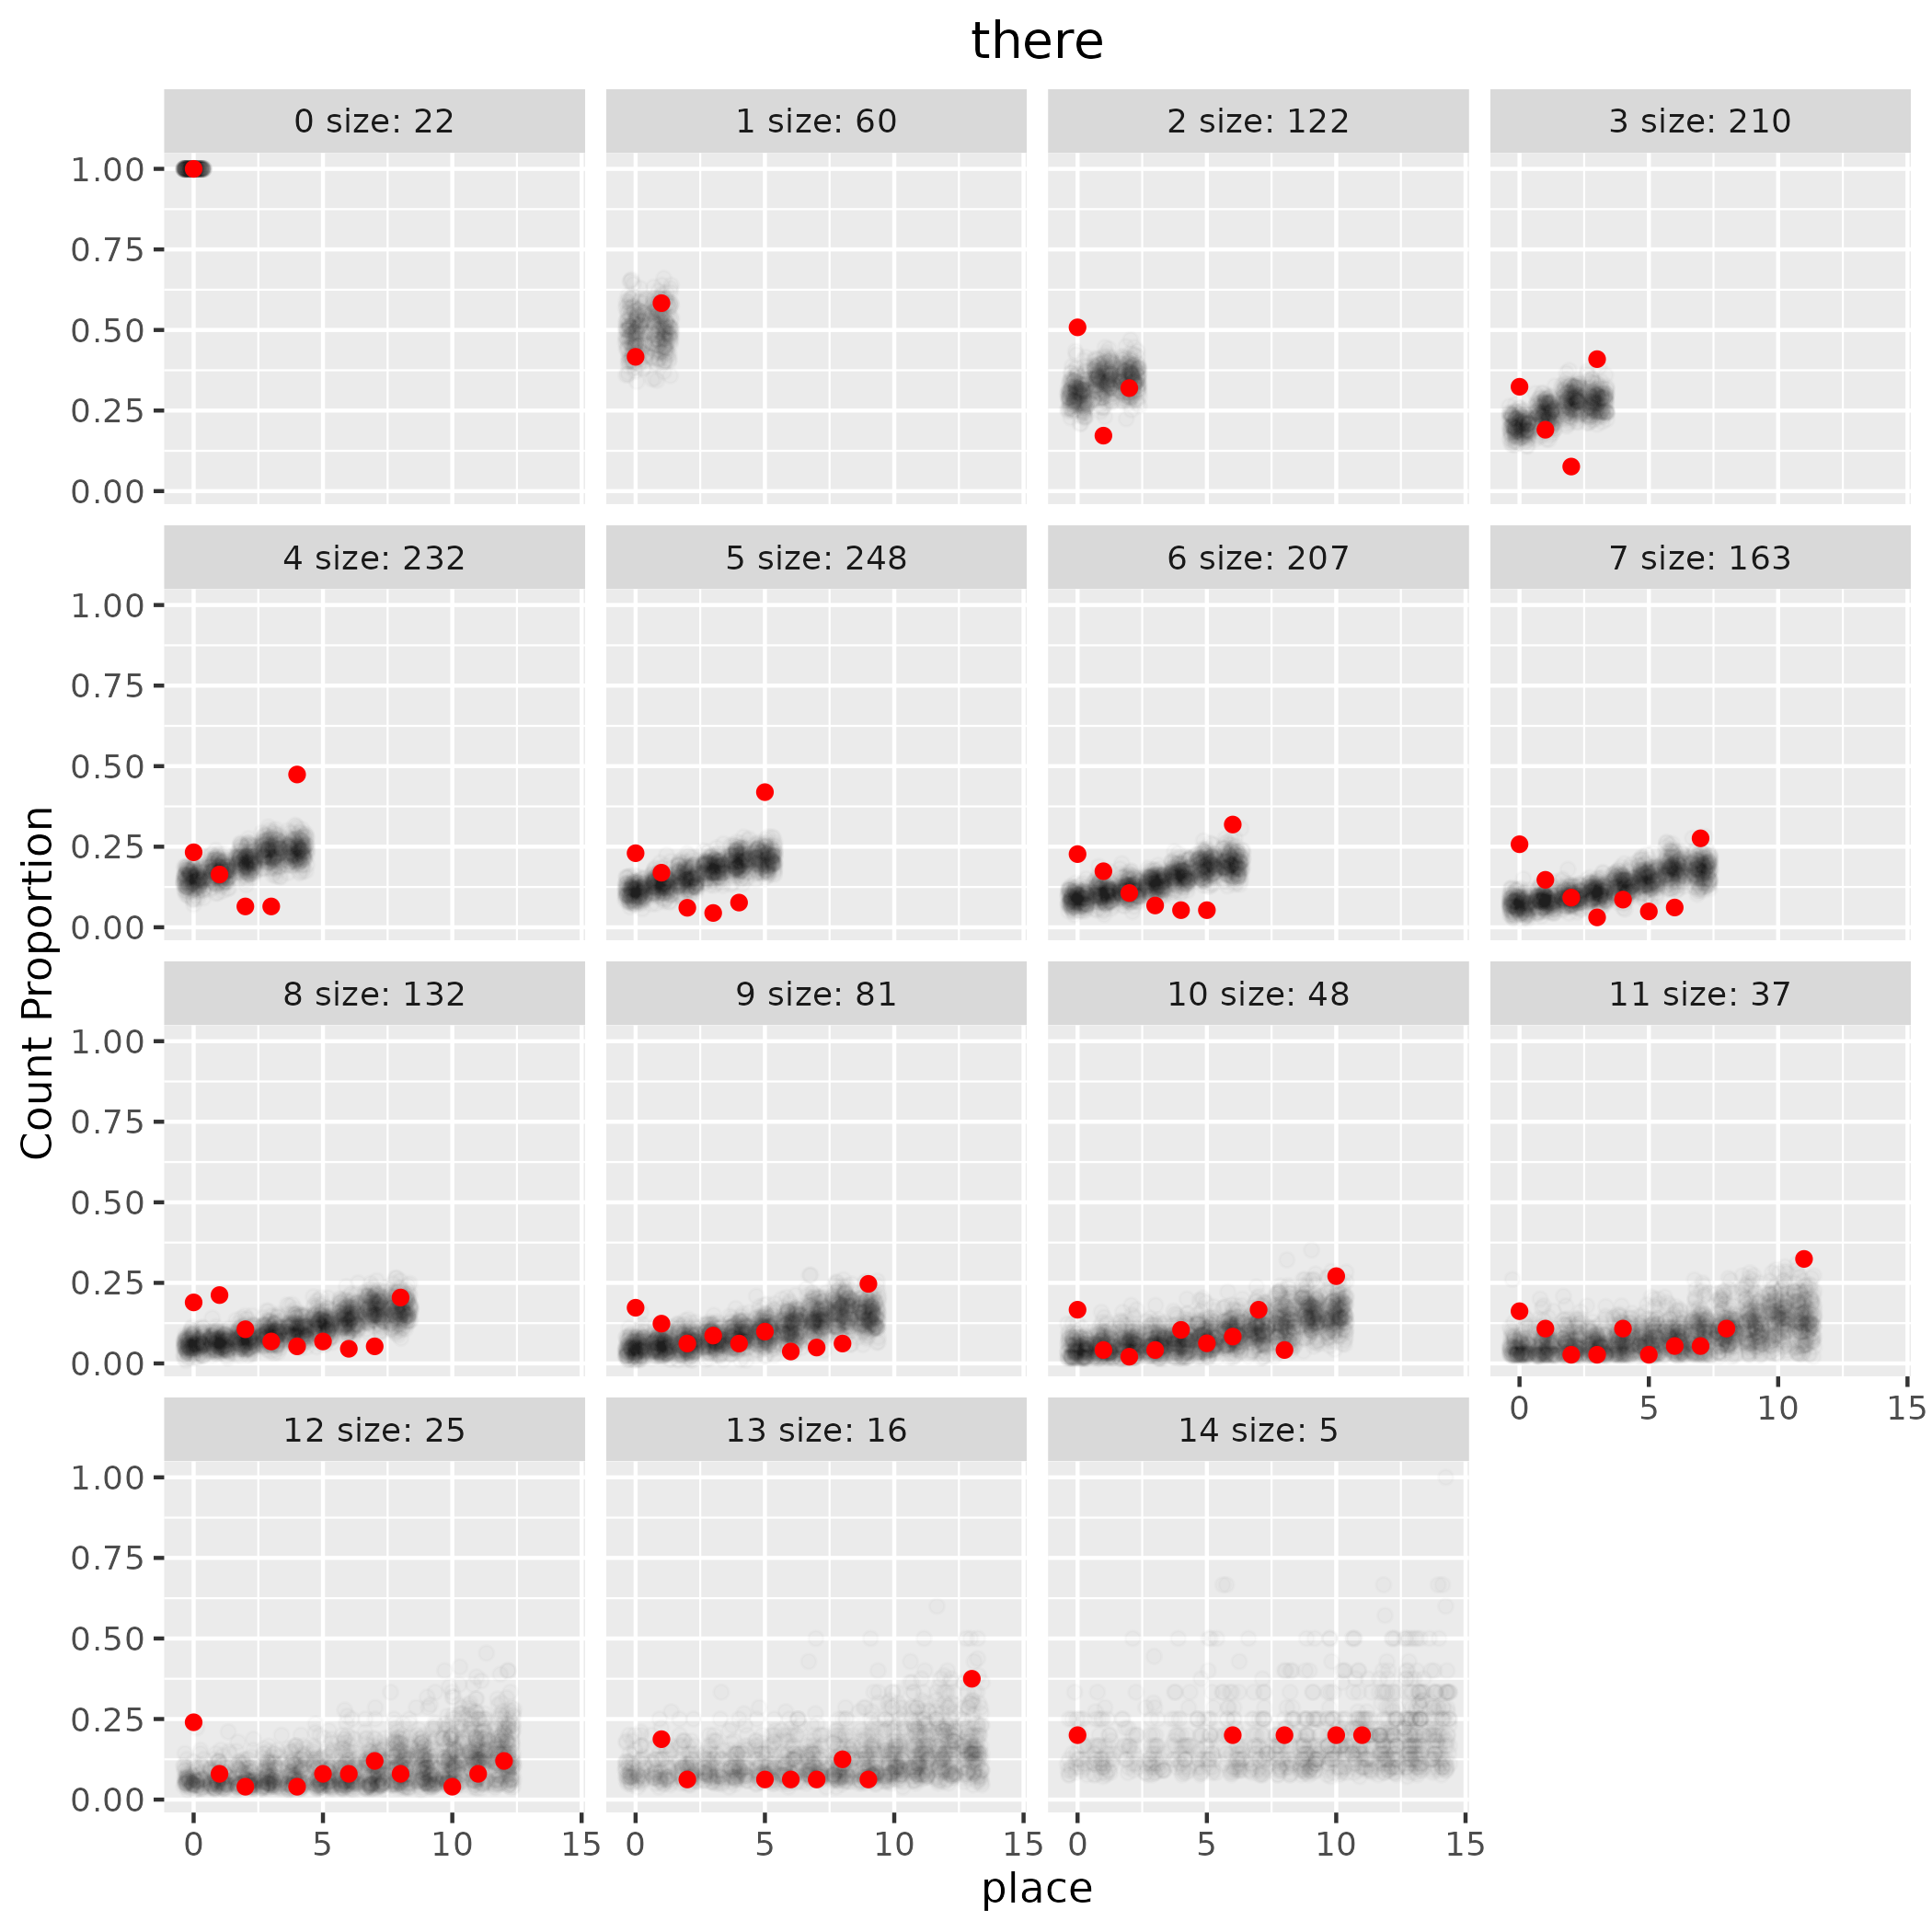 there
0 size: 22
1 size: 60
2 size: 122
3 size: 210
1.00
0.75
0.50
0.25
0.00
4 size: 232
5 size: 248
6 size: 207
7 size: 163
1.00
0.75
0.50
0.25
0.00
8 size: 132
9 size: 81
10 size: 48
11 size: 37
1.00
0.75
0.50
0.25
0.00
0 5 10 15
12 size: 25
13 size: 16
14 size: 5
1.00
0.75
0.50
0.25
0.00
0 5 10 15
0 5 10 15
0 5 10 15
place
Count Proportion